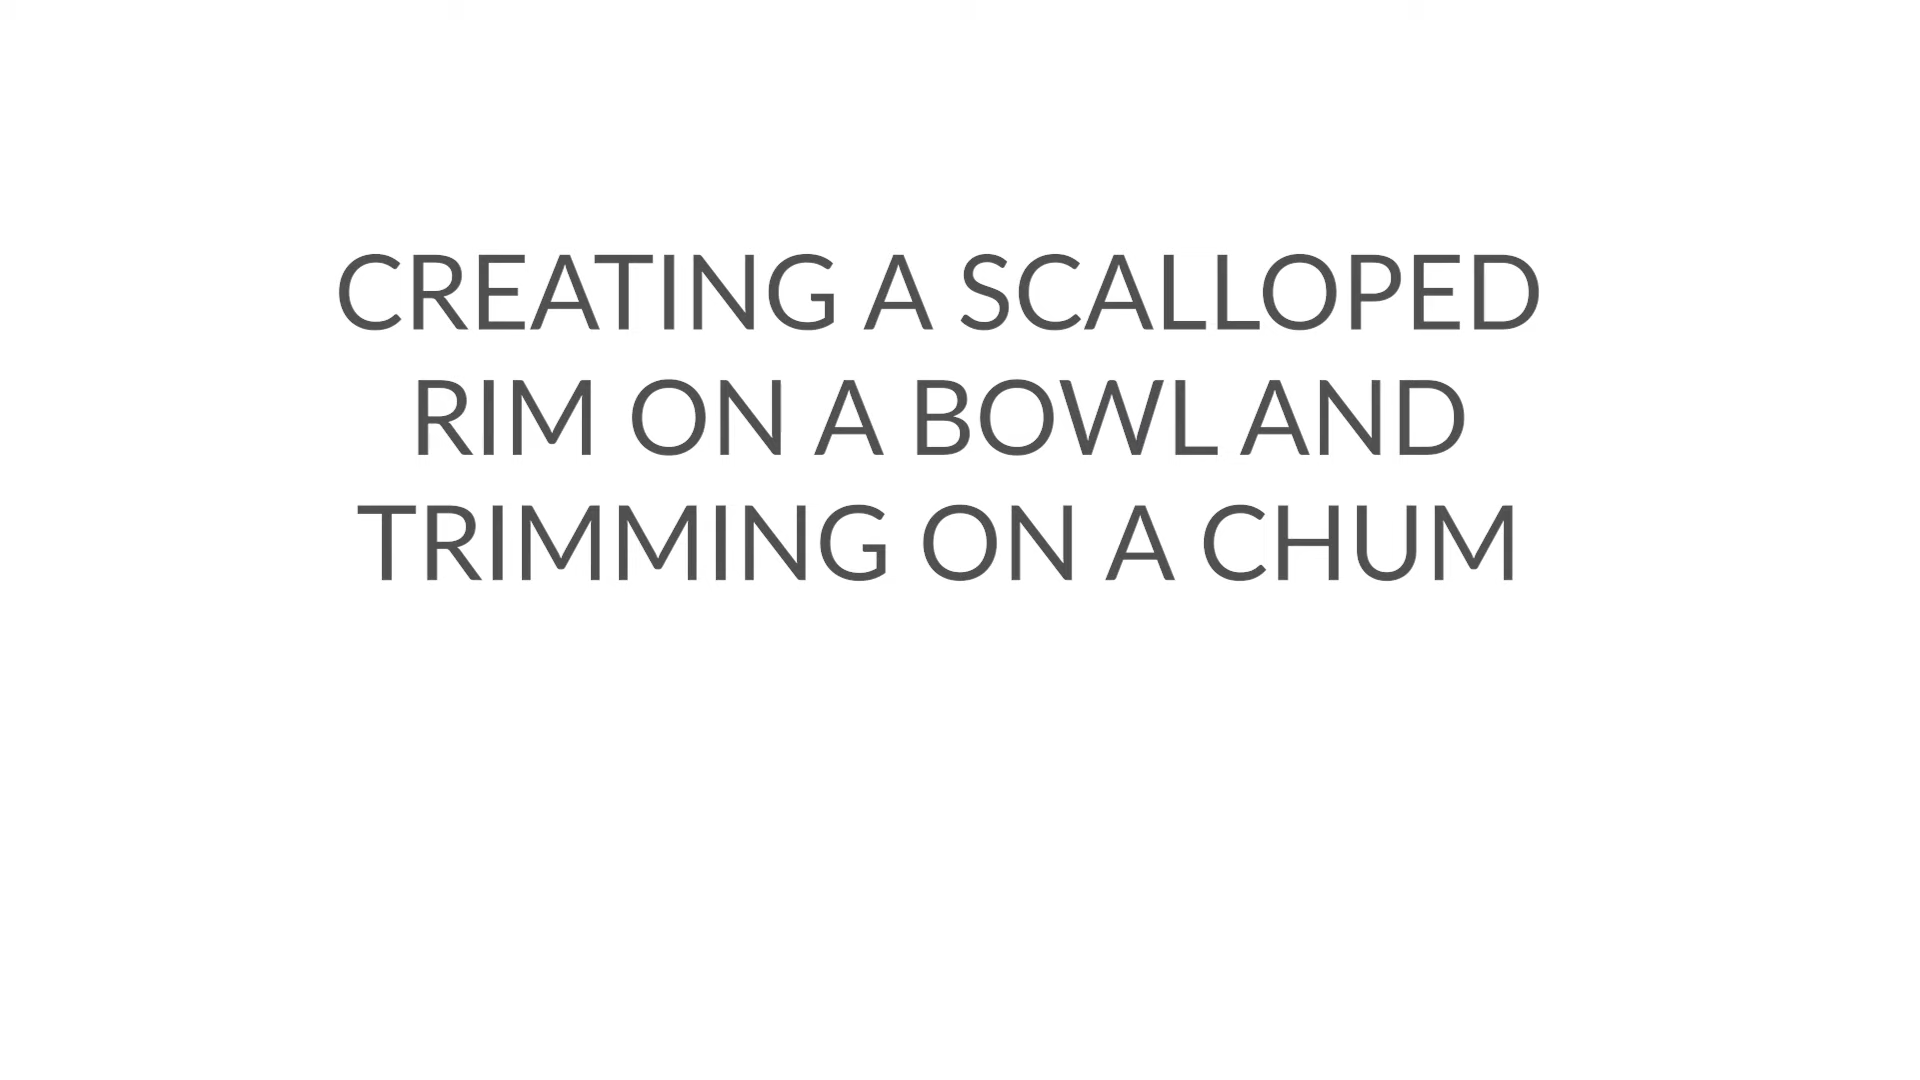 CREATING A SCALLOPED
RIM ON A BOWL AND
TRIMMING ON A CHUM